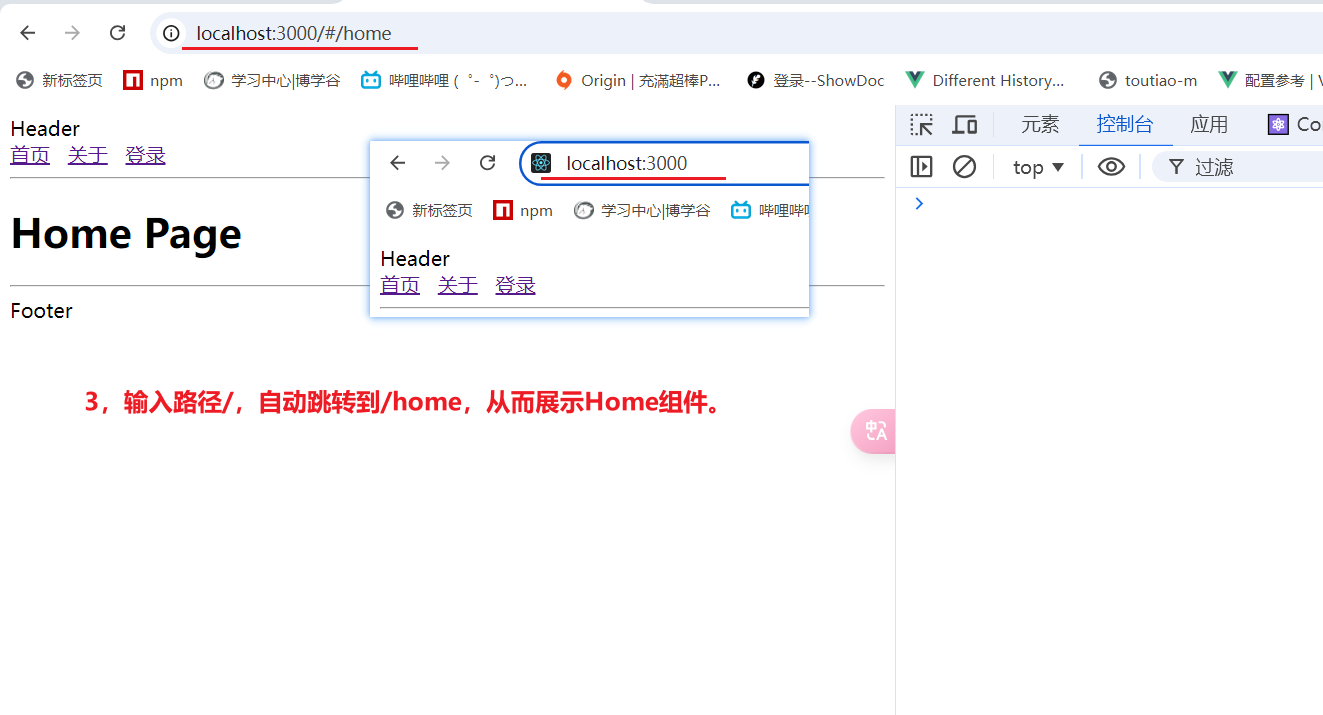 localhost:3000/#/home
新标签页 npm 学习中心|博学谷 哔哩哔哩 (゜-゜)つ... Origin | 充滿超棒P... 登录--ShowDoc Different History... toutiao-m 配置参考 |
Header
首页 关于 登录
Home Page
Footer
localhost:3000
新标签页 npm 学习中心|博学谷 哔哩哔
Header
首页 关于 登录
3，输入路径/，自动跳转到/home，从而展示Home组件。
中A
元素 控制台 应用 Co
top 过滤